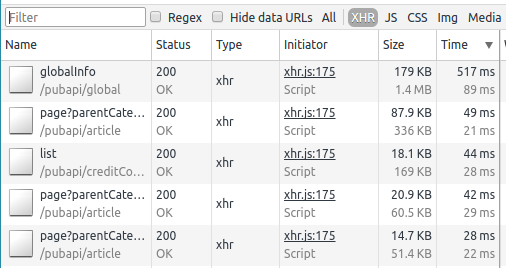 Filter Regex Hide data URLs All XHR JS CSS Img Media
Name Status Type Initiator Size Time
globalInfo 200 xhr xhr.js:175 179 KB 517 ms
/pubapi/global OK Script 1.4 MB 89 ms
page?parentCate... 200 xhr xhr.js:175 87.9 KB 49 ms
/pubapi/article OK Script 336 KB 21 ms
list 200 xhr xhr.js:175 18.1 KB 44 ms
/pubapi/creditCo... OK Script 169 KB 28 ms
page?parentCate... 200 xhr xhr.js:175 20.9 KB 42 ms
/pubapi/article OK Script 60.5 KB 29 ms
page?parentCate... 200 xhr xhr.js:175 14.7 KB 28 ms
/pubapi/article OK Script 51.4 KB 22 ms